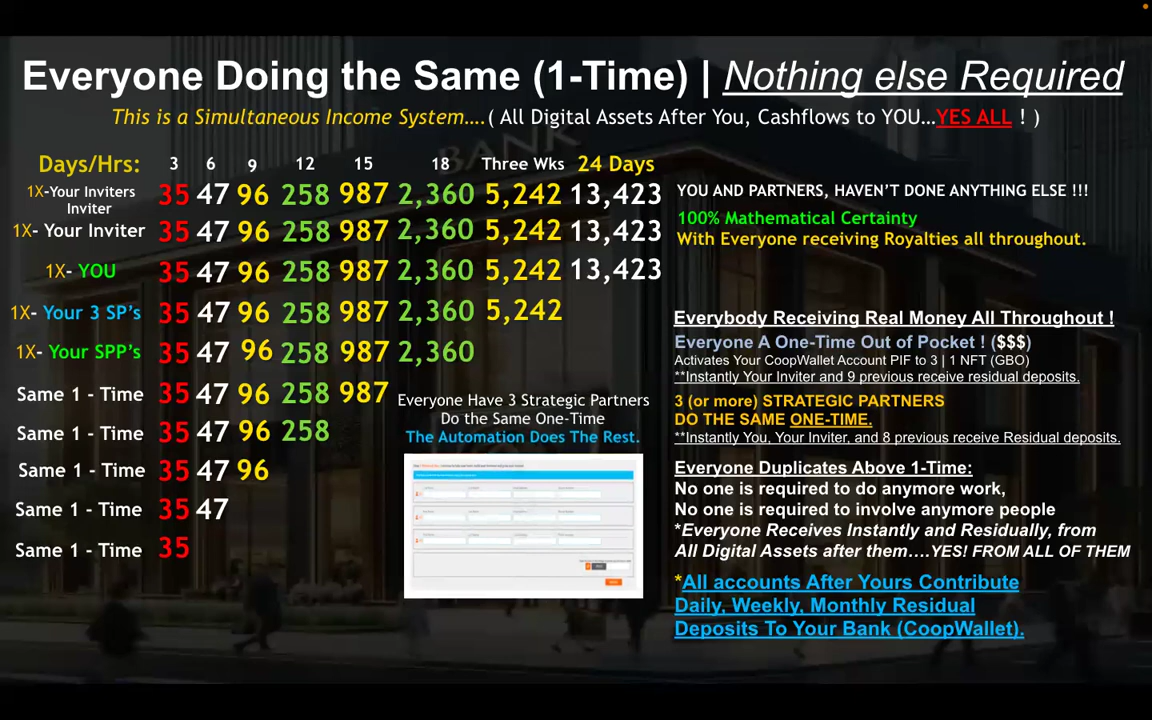 Everyone Doing the Same (1-Time) | Nothing else Required
This is a Simultaneous Income System….( All Digital Assets After You, Cashflows to YOU…YES ALL ! )
BANK
Days/Hrs: 3 6 9 12 15 18 Three Wks 24 Days
1X-Your Inviters Inviter 35 47 96 258 987 2,360 5,242 13,423
1X- Your Inviter 35 47 96 258 987 2,360 5,242 13,423
1X- YOU 35 47 96 258 987 2,360 5,242 13,423
1X- Your 3 SP’s 35 47 96 258 987 2,360 5,242
1X- Your SPP’s 35 47 96 258 987 2,360
Same 1 - Time 35 47 96 258 987
Same 1 - Time 35 47 96 258
Same 1 - Time 35 47 96
Same 1 - Time 35 47
Same 1 - Time 35
Everyone Have 3 Strategic Partners
Do the Same One-Time
The Automation Does The Rest.
YOU AND PARTNERS, HAVEN’T DONE ANYTHING ELSE !!!
100% Mathematical Certainty
With Everyone receiving Royalties all throughout.
Everybody Receiving Real Money All Throughout !
Everyone A One-Time Out of Pocket ! ($$$)
Activates Your CoopWallet Account PIF to 3 | 1 NFT (GBO)
**Instantly Your Inviter and 9 previous receive residual deposits.
3 (or more) STRATEGIC PARTNERS
DO THE SAME ONE-TIME.
**Instantly You, Your Inviter, and 8 previous receive Residual deposits.
Everyone Duplicates Above 1-Time:
No one is required to do anymore work,
No one is required to involve anymore people
*Everyone Receives Instantly and Residually, from
All Digital Assets after them….YES! FROM ALL OF THEM
*All accounts After Yours Contribute
Daily, Weekly, Monthly Residual
Deposits To Your Bank (CoopWallet).